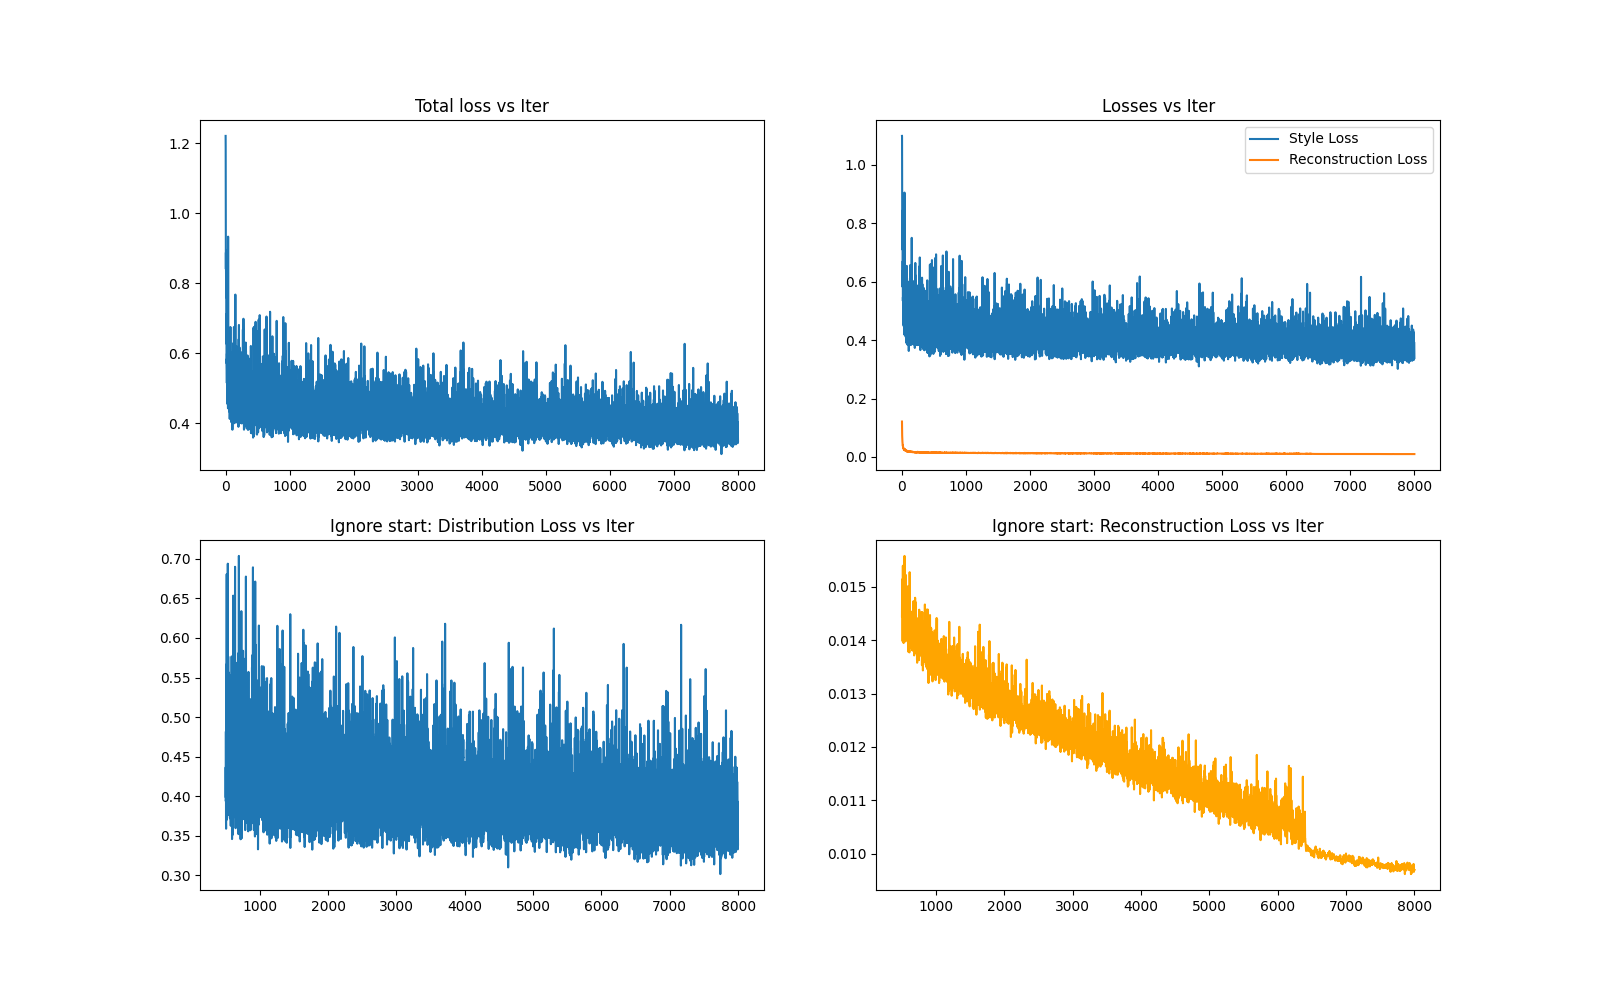 Total loss vs Iter
1.2
1.0
0.8
0.6
0.4
0 1000 2000 3000 4000 5000 6000 7000 8000
Losses vs Iter
Style Loss
Reconstruction Loss
1.0
0.8
0.6
0.4
0.2
0.0
0 1000 2000 3000 4000 5000 6000 7000 8000
Ignore start: Distribution Loss vs Iter
0.70
0.65
0.60
0.55
0.50
0.45
0.40
0.35
0.30
1000 2000 3000 4000 5000 6000 7000 8000
Ignore start: Reconstruction Loss vs Iter
0.015
0.014
0.013
0.012
0.011
0.010
1000 2000 3000 4000 5000 6000 7000 8000